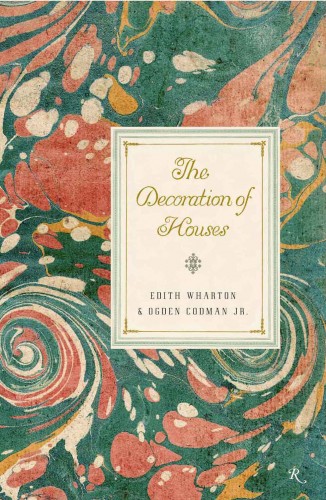 The
Decoration of
Houses
EDITH WHARTON
& OGDEN CODMAN JR.
R